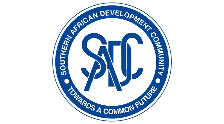 SOUTHERN AFRICAN DEVELOPMENT COMMUNITY
SADC
TOWARDS A COMMON FUTURE